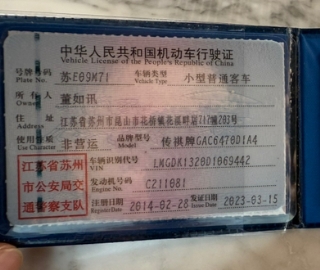 中华人民共和国机动车行驶证
Vehicle License of the People's Republic of China
号牌号码 苏E09M71 车辆类型 小型普通客车
Plate No. Vehicle Type
所有人 董如讯
Owner
住址 江苏省苏州市昆山市花桥镇花溪畔居717幢203号
Address
使用性质 非营运 品牌型号 传祺牌GAC6470D1A4
Use Character Model
江苏省苏州
市公安局交
通警察支队
车辆识别代号 LMGDK1320D1069442
VIN
发动机号码 C211081
Engine No.
注册日期 2014-02-28 发证日期 2023-03-15
Register Date Issue Date